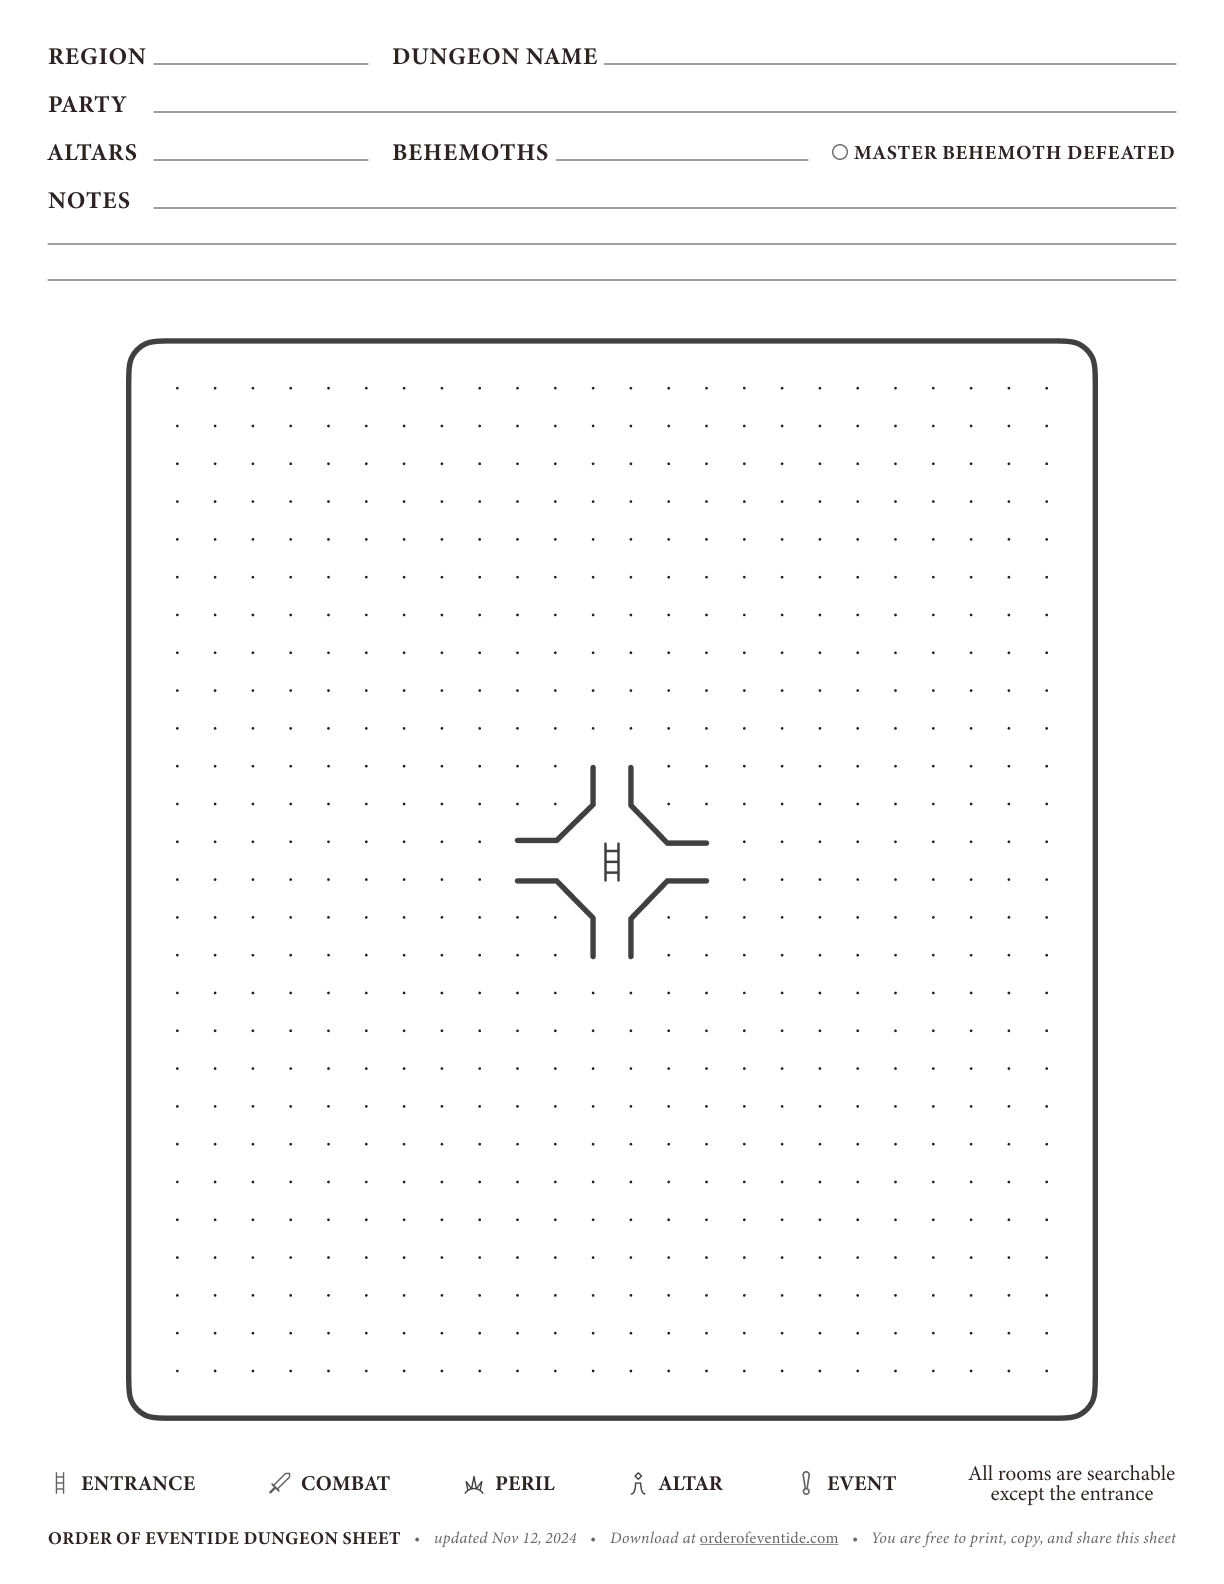 REGION DUNGEON NAME
PARTY
ALTARS BEHEMOTHS MASTER BEHEMOTH DEFEATED
NOTES
ENTRANCE COMBAT PERIL ALTAR EVENT All rooms are searchable
except the entrance
ORDER OF EVENTIDE DUNGEON SHEET • updated Nov 12, 2024 • Download at orderofeventide.com • You are free to print, copy, and share this sheet